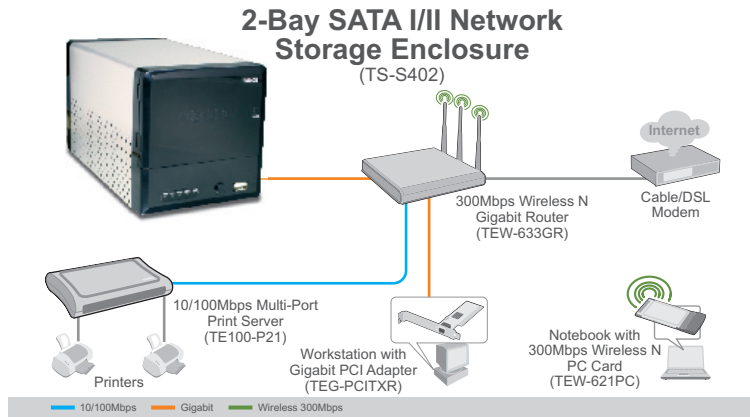 2-Bay SATA I/II Network
Storage Enclosure
(TS-S402)
Internet
300Mbps Wireless N
Gigabit Router
(TEW-633GR)
Cable/DSL
Modem
10/100Mbps Multi-Port
Print Server
(TE100-P21)
Printers
Workstation with
Gigabit PCI Adapter
(TEG-PCITXR)
Notebook with
300Mbps Wireless N
PC Card
(TEW-621PC)
10/100Mbps Gigabit Wireless 300Mbps